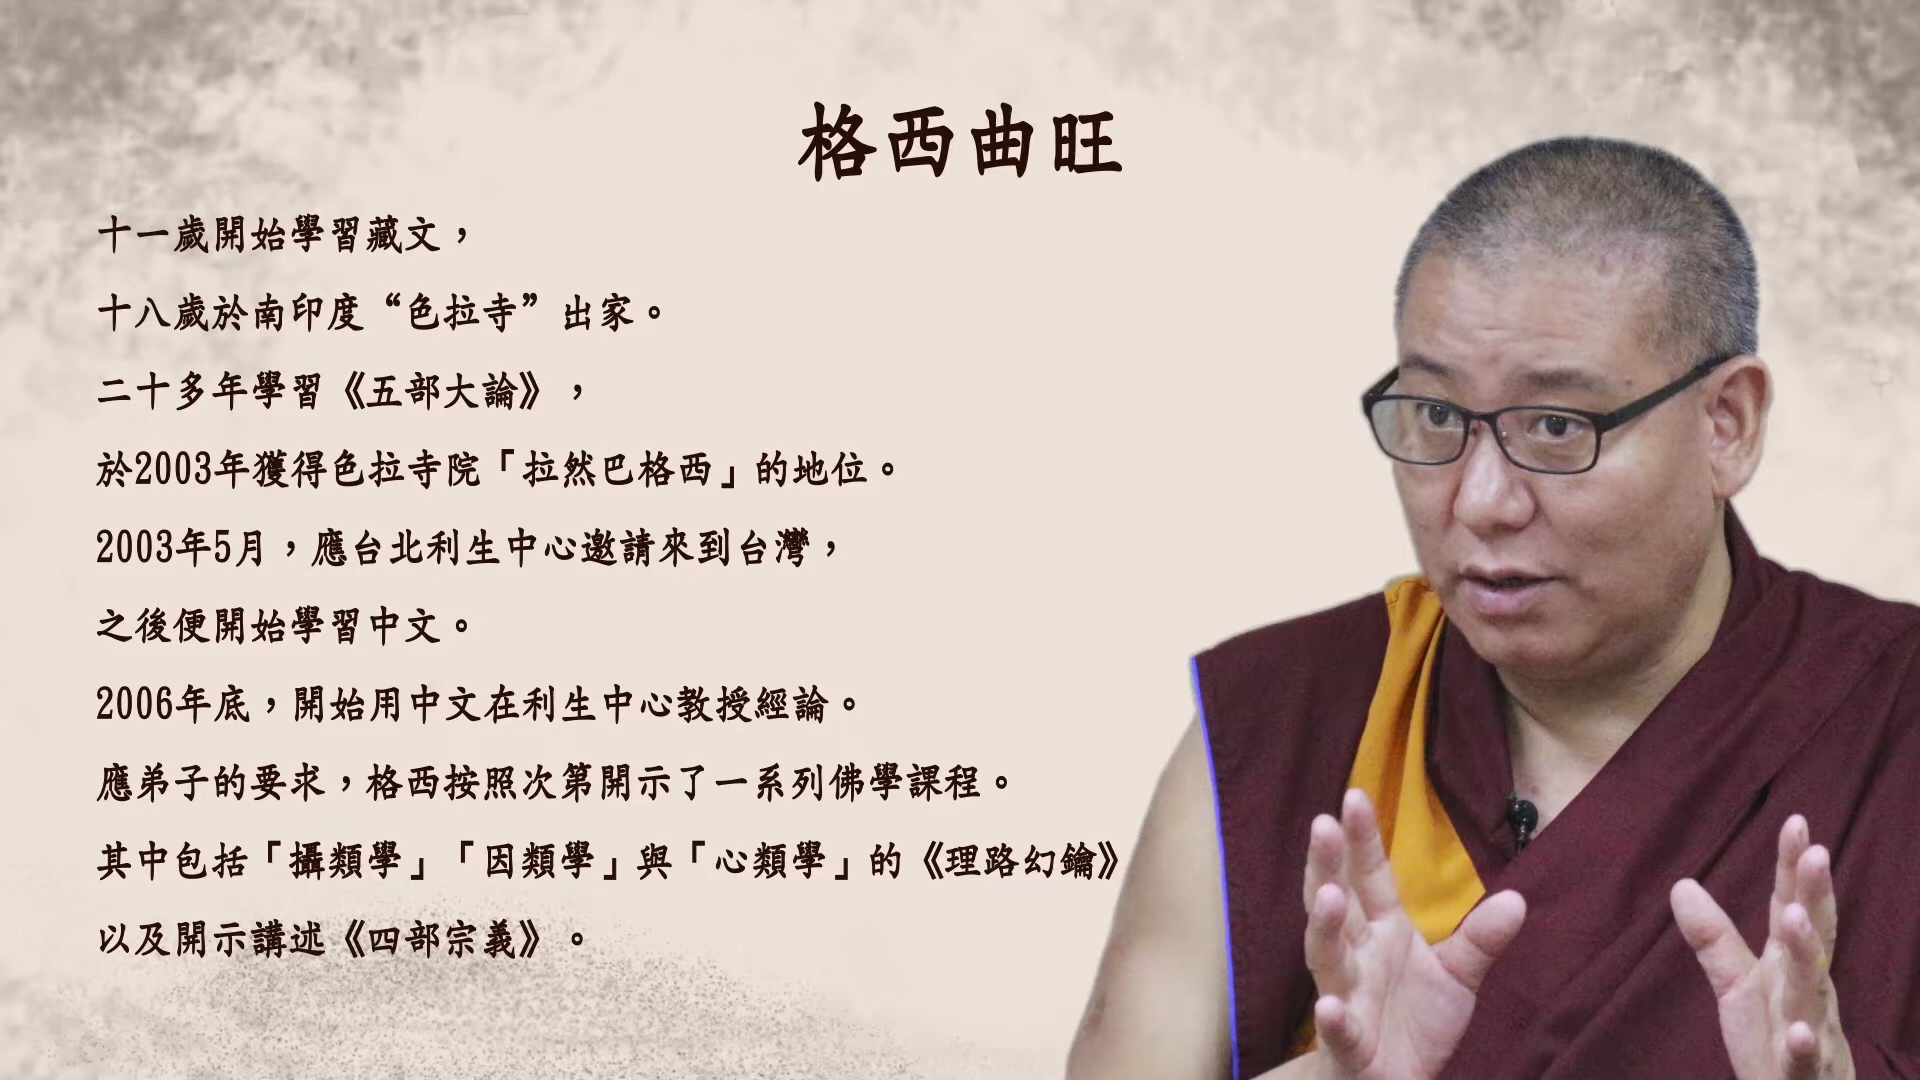 格西曲旺
十一歲開始學習藏文，
十八歲於南印度“色拉寺”出家。
二十多年學習《五部大論》，
於2003年獲得色拉寺院「拉然巴格西」的地位。
2003年5月，應台北利生中心邀請來到台灣，
之後便開始學習中文。
2006年底，開始用中文在利生中心教授經論。
應弟子的要求，格西按照次第開示了一系列佛學課程。
其中包括「攝類學」「因類學」與「心類學」的《理路幻鑰》
以及開示講述《四部宗義》。